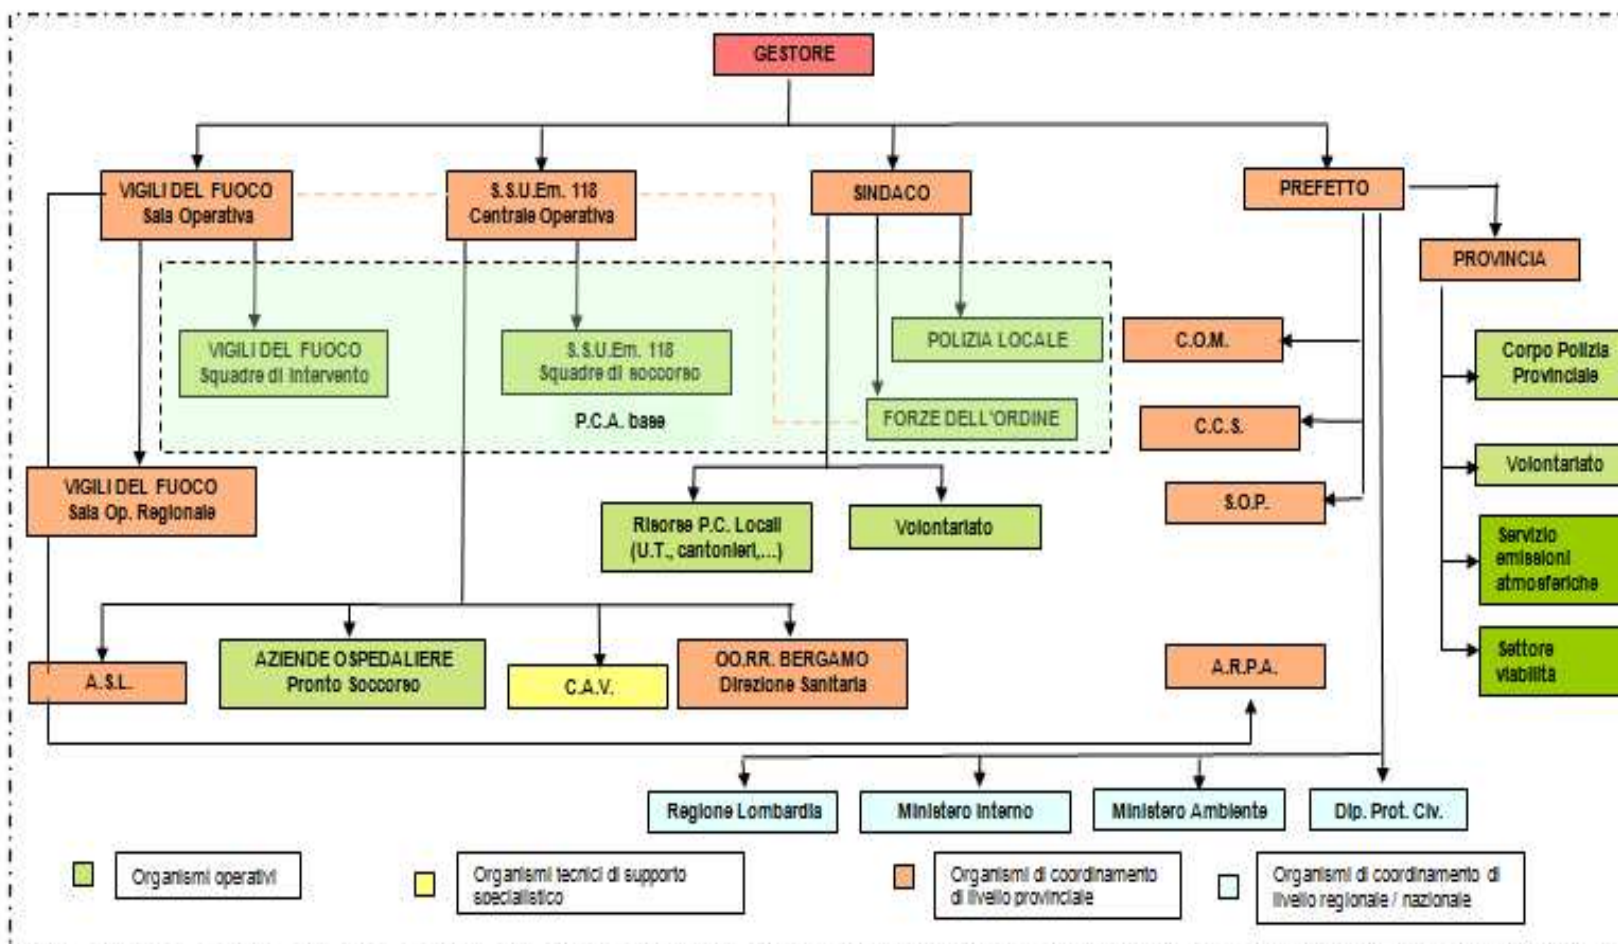 GESTORE
VIGILI DEL FUOCO
Sala Operativa
S.S.U.Em. 118
Centrale Operativa
SINDACO
PREFETTO
PROVINCIA
VIGILI DEL FUOCO
Squadre di Intervento
S.S.U.Em. 118
Squadre di soccorso
POLIZIA LOCALE
FORZE DELL'ORDINE
P.C.A. base
C.O.M.
C.C.S.
S.O.P.
Corpo Polizia
Provinciale
Volontariato
Servizio
emissioni
atmosferiche
Settore
viabilità
VIGILI DEL FUOCO
Sala Op. Regionale
Risorse P.C. Locali
(U.T., cantonieri,...)
Volontariato
A.S.L.
AZIENDE OSPEDALIERE
Pronto Soccorso
C.A.V.
OO.RR. BERGAMO
Direzione Sanitaria
A.R.P.A.
Regione Lombardia
Ministero Interno
Ministero Ambiente
Dip. Prot. Civ.
Organismi operativi
Organismi tecnici di supporto
specialistico
Organismi di coordinamento
di livello provinciale
Organismi di coordinamento di
livello regionale / nazionale